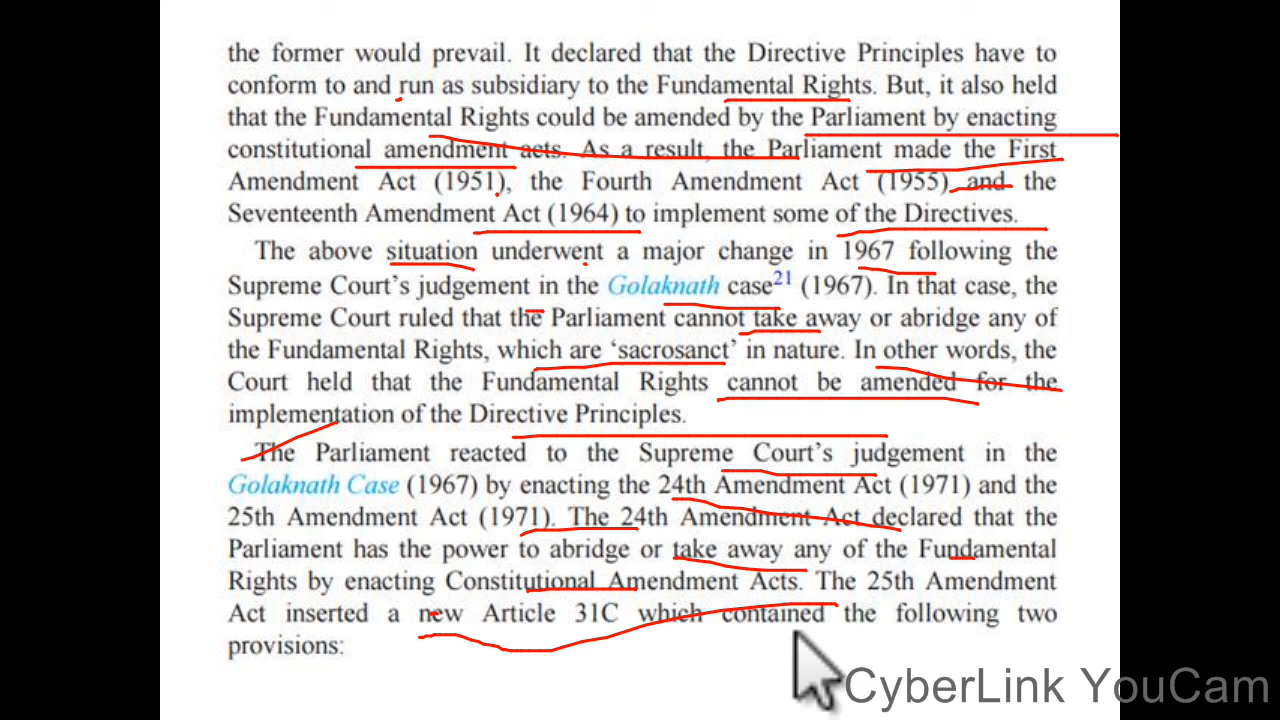 the former would prevail. It declared that the Directive Principles have to
conform to and run as subsidiary to the Fundamental Rights. But, it also held
that the Fundamental Rights could be amended by the Parliament by enacting
constitutional amendment acts. As a result, the Parliament made the First
Amendment Act (1951), the Fourth Amendment Act (1955) and the
Seventeenth Amendment Act (1964) to implement some of the Directives.
The above situation underwent a major change in 1967 following the
Supreme Court's judgement in the Golaknath case21 (1967). In that case, the
Supreme Court ruled that the Parliament cannot take away or abridge any of
the Fundamental Rights, which are ‘sacrosanct’ in nature. In other words, the
Court held that the Fundamental Rights cannot be amended for the
implementation of the Directive Principles.
The Parliament reacted to the Supreme Court's judgement in the
Golaknath Case (1967) by enacting the 24th Amendment Act (1971) and the
25th Amendment Act (1971). The 24th Amendment Act declared that the
Parliament has the power to abridge or take away any of the Fundamental
Rights by enacting Constitutional Amendment Acts. The 25th Amendment
Act inserted a new Article 31C which contained the following two
provisions:
CyberLink YouCam